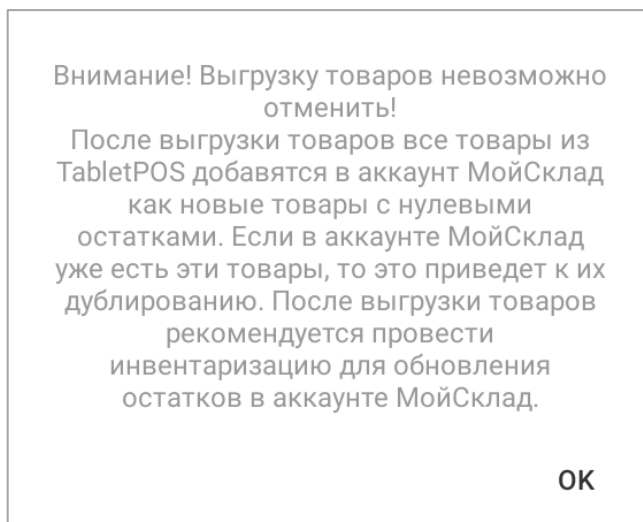 Внимание! Выгрузку товаров невозможно
отменить!
После выгрузки товаров все товары из
TabletPOS добавятся в аккаунт МойСклад
как новые товары с нулевыми
остатками. Если в аккаунте МойСклад
уже есть эти товары, то это приведет к их
дублированию. После выгрузки товаров
рекомендуется провести
инвентаризацию для обновления
остатков в аккаунте МойСклад.
OK